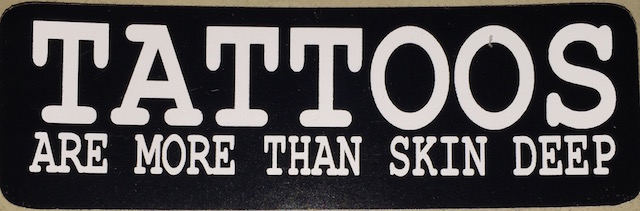 TATTOOS
ARE MORE THAN SKIN DEEP